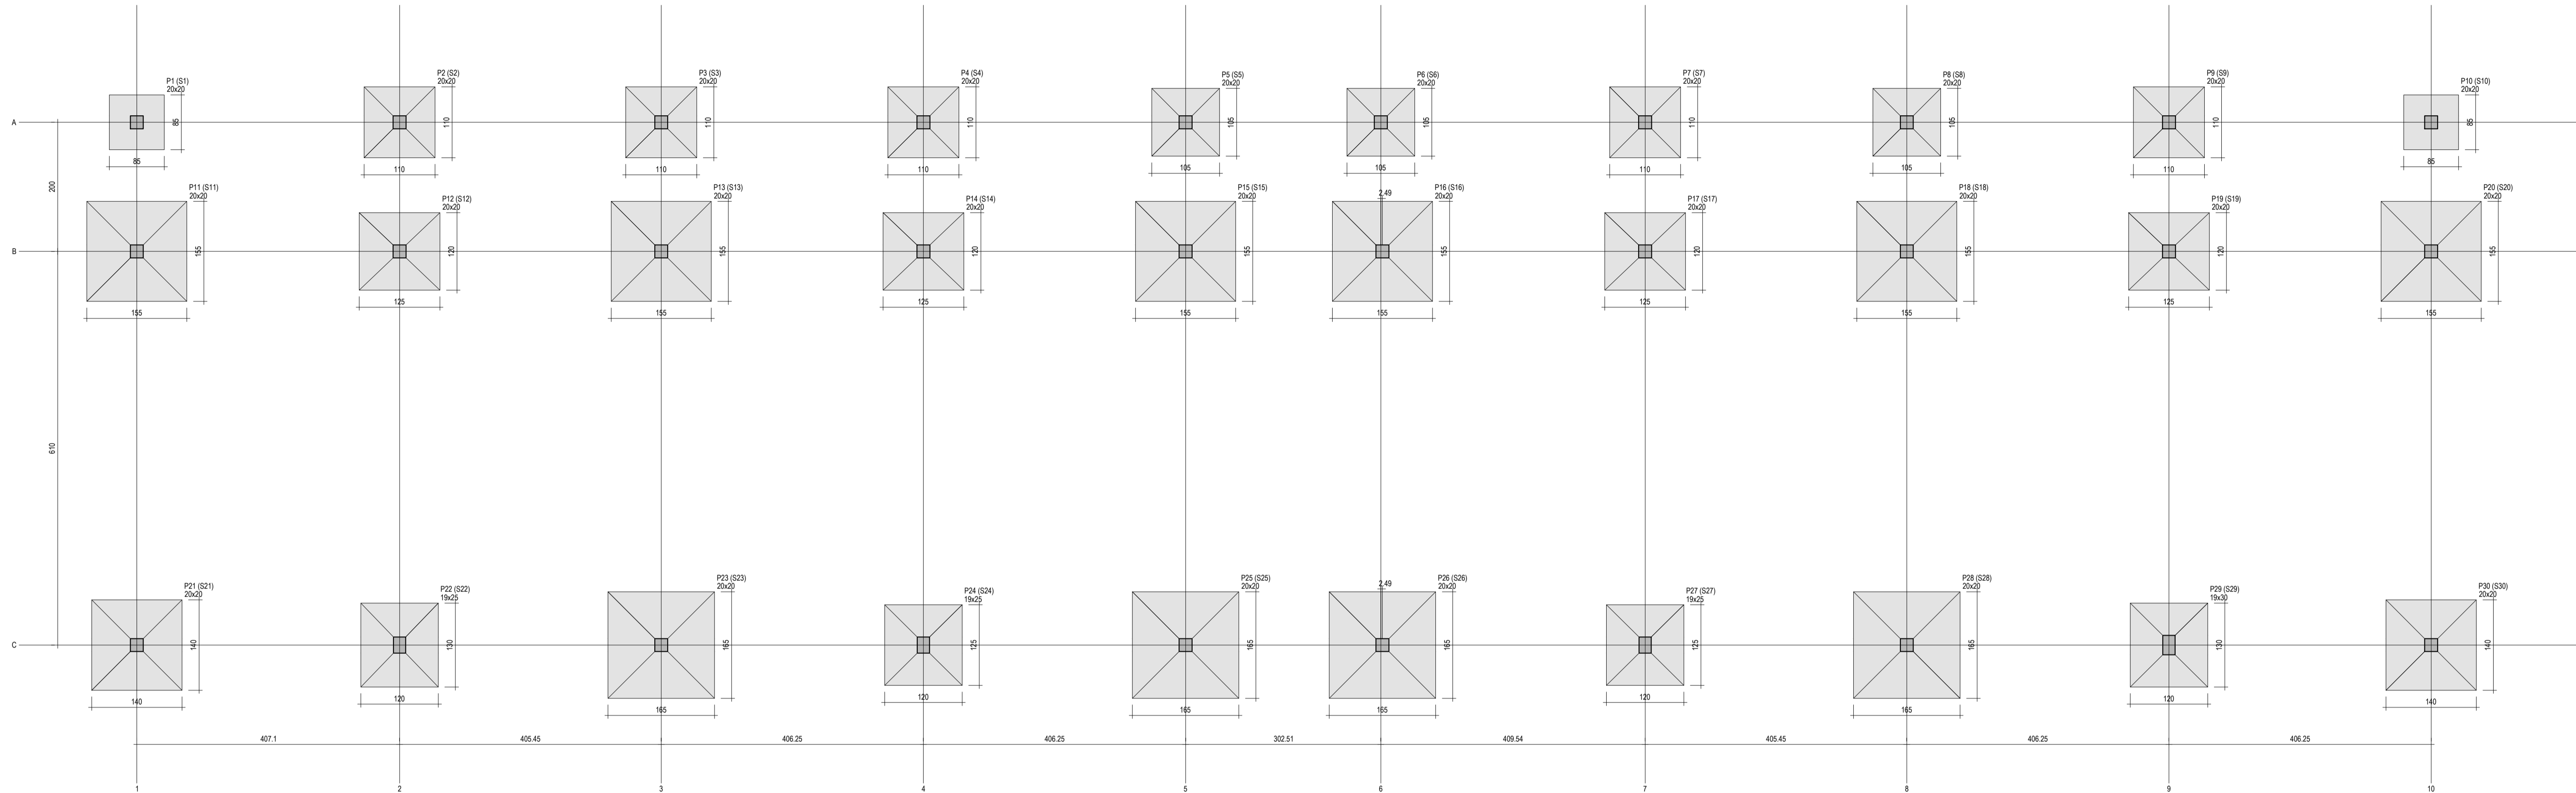 P1 (S1)
20x20
85
85
P2 (S2)
20x20
110
110
P3 (S3)
20x20
110
110
P4 (S4)
20x20
110
110
P5 (S5)
20x20
105
105
P6 (S6)
20x20
105
105
P7 (S7)
20x20
110
110
P8 (S8)
20x20
105
105
P9 (S9)
20x20
110
110
P10 (S10)
20x20
85
85
A
200
P11 (S11)
20x20
155
155
P12 (S12)
20x20
120
125
P13 (S13)
20x20
155
155
P14 (S14)
20x20
120
125
P15 (S15)
20x20
155
155
2.49
P16 (S16)
20x20
155
155
P17 (S17)
20x20
120
125
P18 (S18)
20x20
155
155
P19 (S19)
20x20
120
125
P20 (S20)
20x20
155
155
B
610
P21 (S21)
20x20
140
140
P22 (S22)
19x25
130
120
P23 (S23)
20x20
165
165
P24 (S24)
19x25
125
120
P25 (S25)
20x20
165
165
2.49
P26 (S26)
20x20
165
165
P27 (S27)
19x25
125
120
P28 (S28)
20x20
165
165
P29 (S29)
19x30
130
120
P30 (S30)
20x20
140
140
C
407.1
405.45
406.25
406.25
302.51
409.54
405.45
406.25
406.25
1
2
3
4
5
6
7
8
9
10